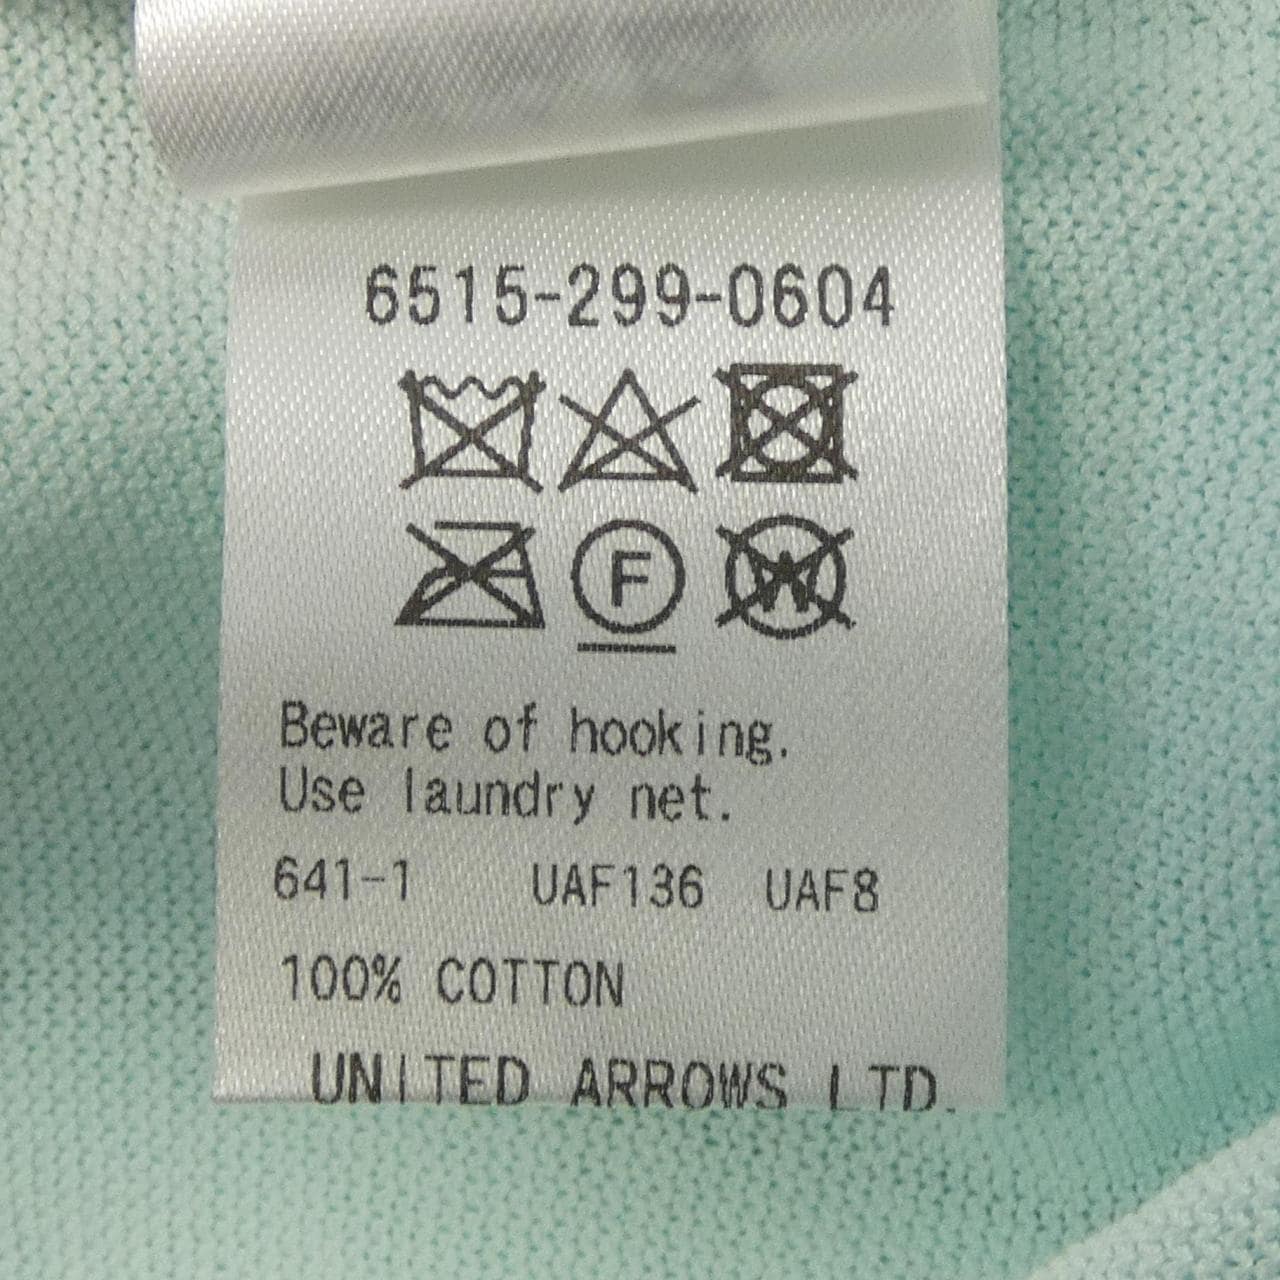 6515-299-0604
F
W
Beware of hooking.
Use laundry net.
641-1 UAF136 UAF8
100% COTTON
UNITED ARROWS LTD.